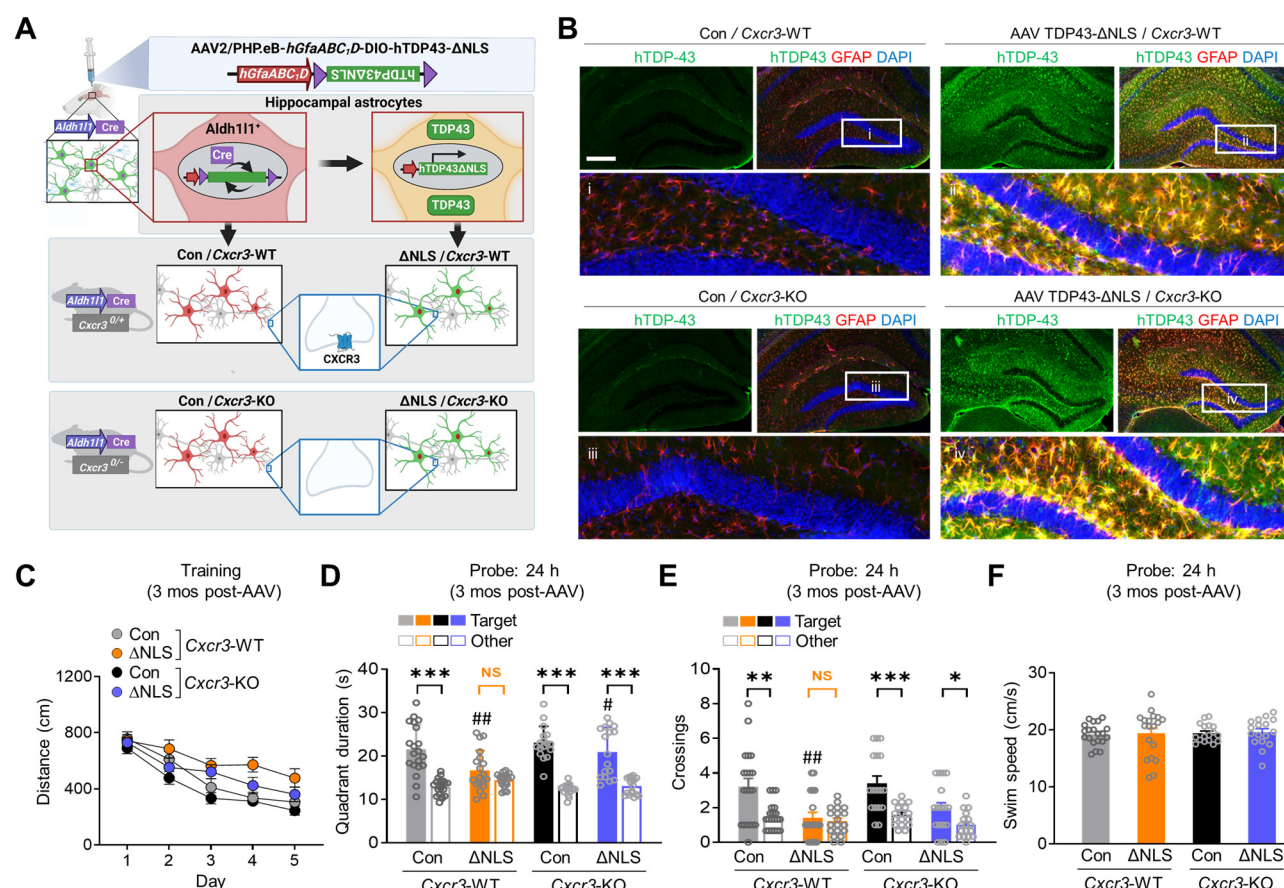 A
AAV2/PHP.eB-hGfaABC₁D-DIO-hTDP43-ΔNLS
hGfaABC₁D
hTDP43ΔNLS
Hippocampal astrocytes
Aldh1l1 Cre
Aldh1l1⁺
Cre
TDP43
hTDP43ΔNLS
TDP43
Con / Cxcr3-WT
ΔNLS / Cxcr3-WT
Aldh1l1 Cre
Cxcr3 0/+
CXCR3
Con / Cxcr3-KO
ΔNLS / Cxcr3-KO
Aldh1l1 Cre
Cxcr3 0/-
B
Con / Cxcr3-WT
AAV TDP43-ΔNLS / Cxcr3-WT
hTDP-43
hTDP43 GFAP DAPI
hTDP-43
hTDP43 GFAP DAPI
i
ii
i
ii
Con / Cxcr3-KO
AAV TDP43-ΔNLS / Cxcr3-KO
hTDP-43
hTDP43 GFAP DAPI
hTDP-43
hTDP43 GFAP DAPI
iii
iv
iii
iv
C
Training
(3 mos post-AAV)
Con
ΔNLS
Cxcr3-WT
Con
ΔNLS
Cxcr3-KO
Distance (cm)
1200
800
400
0
1 2 3 4 5
Day
D
Probe: 24 h
(3 mos post-AAV)
Target
Other
Quadrant duration (s)
40
30
20
10
0
*** NS *** ***
## #
Con ΔNLS Con ΔNLS
Cxcr3-WT Cxcr3-KO
E
Probe: 24 h
(3 mos post-AAV)
Target
Other
Crossings
10
8
6
4
2
0
** NS *** *
##
Con ΔNLS Con ΔNLS
Cxcr3-WT Cxcr3-KO
F
Probe: 24 h
(3 mos post-AAV)
Swim speed (cm/s)
30
20
10
0
Con ΔNLS Con ΔNLS
Cxcr3-WT Cxcr3-KO